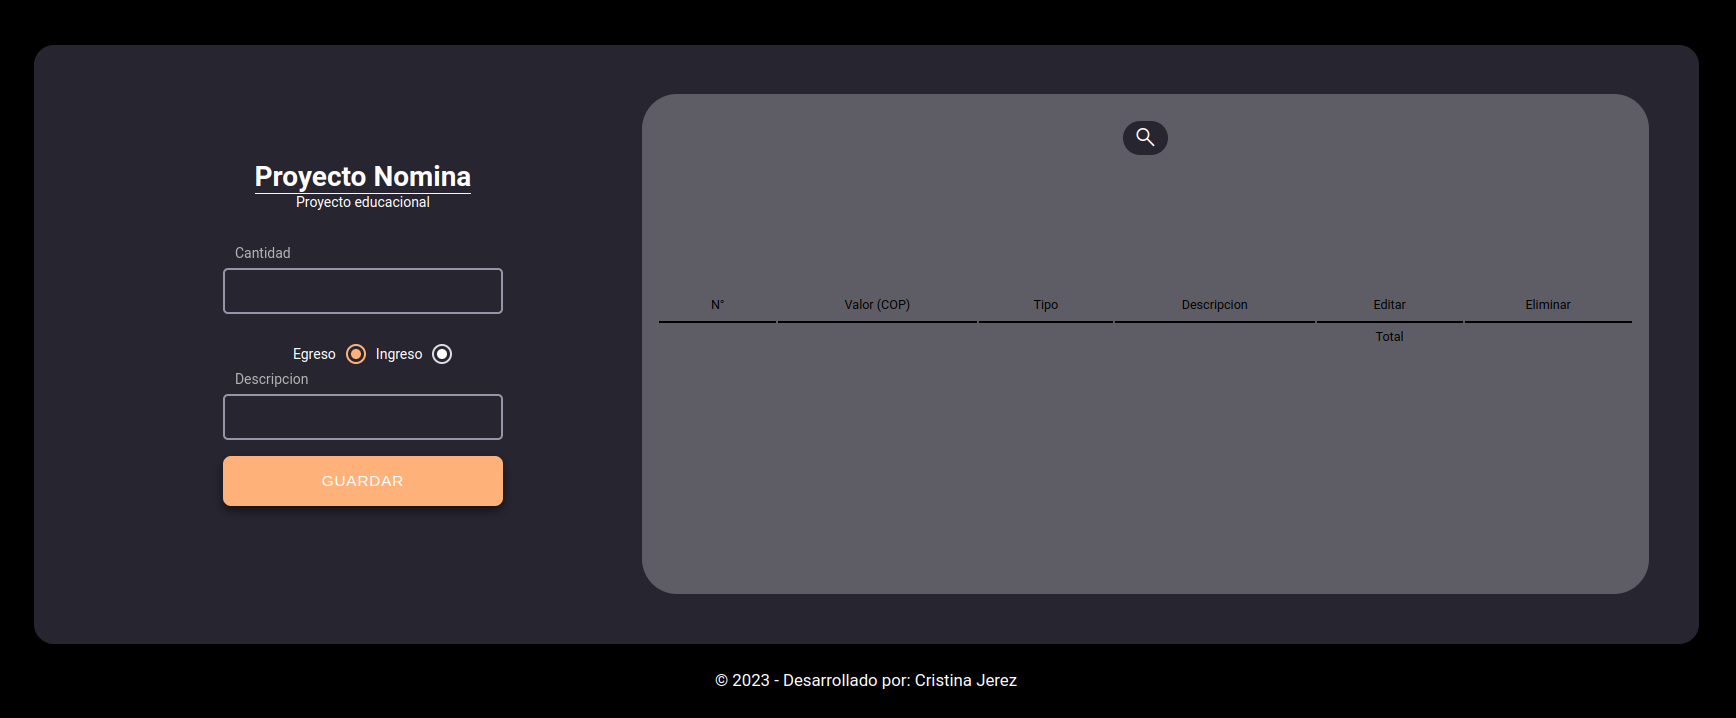 Proyecto Nomina
Proyecto educacional
Cantidad
Egreso Ingreso
Descripcion
GUARDAR
N° Valor (COP) Tipo Descripcion Editar Eliminar
Total
© 2023 - Desarrollado por: Cristina Jerez